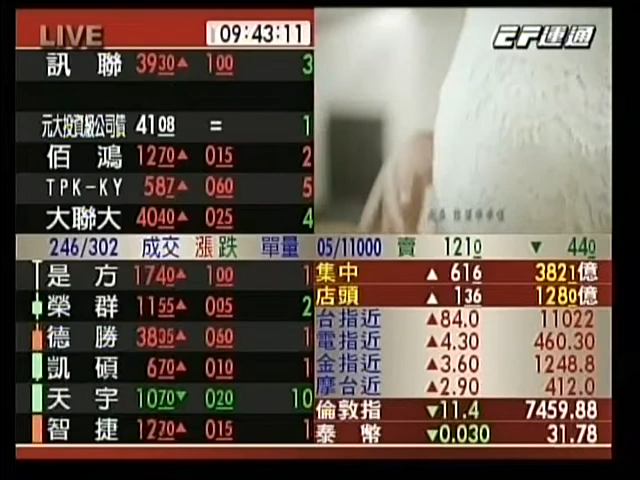 LIVE 09:43:11
訊聯 3930▲ 100 3
元大投資級公司債 4108 = 1
佰鴻 1270▲ 015 2
TPK-KY 587▲ 060 5
大聯大 4040▲ 025 4
246/302 成交 漲跌 單量
是方 1740▲ 100 1
榮群 1155▲ 005 2
德勝 3805▲ 060 1
凱碩 670▲ 010 1
天宇 1070▼ 020 10
智捷 1220▲ 015 1
運通
05/11000 賣 1210 ▼ 440
集中 ▲ 616 3821億
店頭 ▲ 136 1280億
台指近 ▲84.0 11022
電指近 ▲4.30 460.30
金指近 ▲3.60 1248.8
摩台近 ▲2.90 412.0
倫敦指 ▼11.4 7459.88
泰幣 ▼0.030 31.78